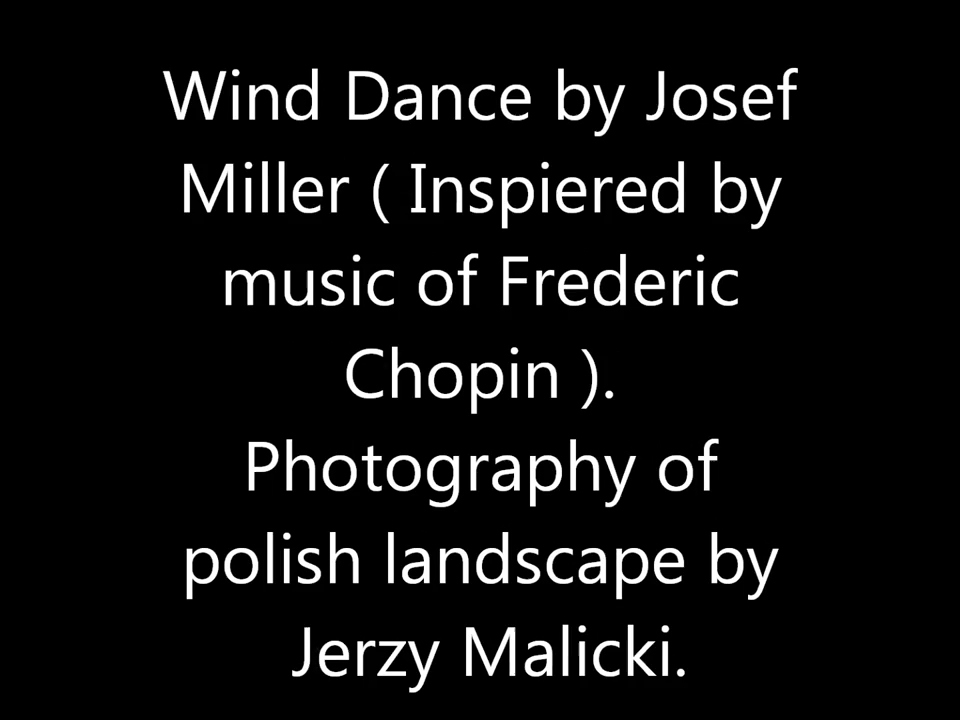 Wind Dance by Josef
Miller ( Inspiered by
music of Frederic
Chopin ).
Photography of
polish landscape by
Jerzy Malicki.